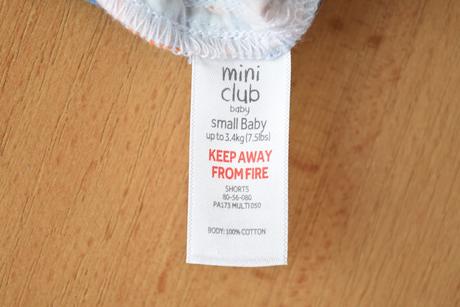 mini
club
baby
small Baby
up to 3.4kg (7.5lbs)
KEEP AWAY
FROM FIRE
SHORTS
80-56-080
PA173 MULTI 050
BODY: 100% COTTON